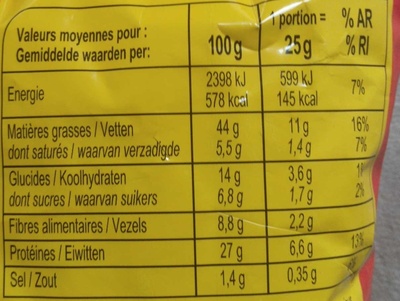 Valeurs moyennes pour :
Gemiddelde waarden per:
100 g
1 portion =
25g
% AR
% RI
Energie
2398 kJ 599 kJ
578 kcal 145 kcal 7%
Matières grasses / Vetten 44 g 11 g 16%
dont saturés / waarvan verzadigde 5,5 g 1,4 g 7%
Glucides / Koolhydraten 14 g 3,6 g
dont sucres / waarvan suikers 6,8 g 1,7 g 2%
Fibres alimentaires / Vezels 8,8 g 2,2 g
Protéines / Eiwitten 27 g 6,6 g 13%
Sel / Zout 1,4 g 0,35 g